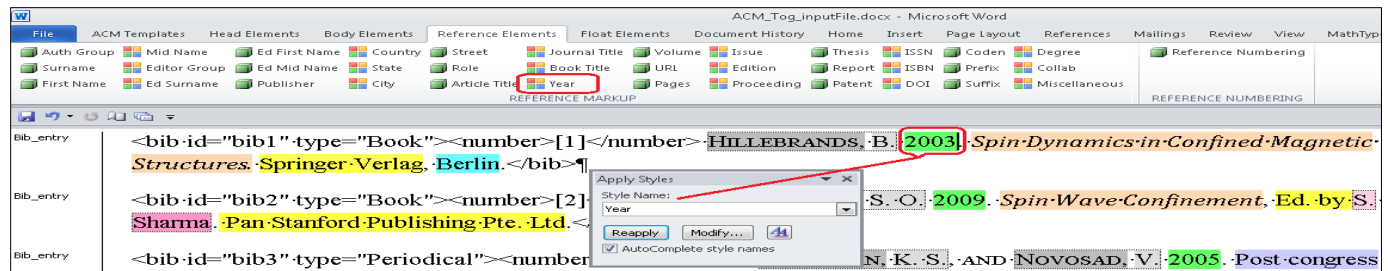 ACM_Tog_inputFile.docx - Microsoft Word
File ACM Templates Head Elements Body Elements Reference Elements Float Elements Document History Home Insert Page Layout References Mailings Review View MathTyp
Auth Group Mid Name Ed First Name Country Street Journal Title Volume Issue Thesis ISSN Coden Degree Reference Numbering
Surname Editor Group Ed Mid Name State Role Book Title URL Edition Report ISBN Prefix Collab
First Name Ed Surname Publisher City Article Title Year Pages Proceeding Patent DOI Suffix Miscellaneous
REFERENCE MARKUP REFERENCE NUMBERING
Bib_entry <bib·id="bib1"·type="Book"><number>[1]</number>·HILLEBRANDS,·B.·2003.·Spin·Dynamics·in·Confined·Magnetic·
Structures.·Springer·Verlag,·Berlin.</bib>¶
Apply Styles
Style Name:
Bib_entry <bib·id="bib2"·type="Book"><number>[2]· Year S.·O.·2009.·Spin·Wave·Confinement,·Ed.·by·S.·
Sharma.·Pan·Stanford·Publishing·Pte.·Ltd.< Reapply Modify...
AutoComplete style names
Bib_entry <bib·id="bib3"·type="Periodical"><number N,·K.·S.,·AND·NOVOSAD,·V.·2005.·Post·congress